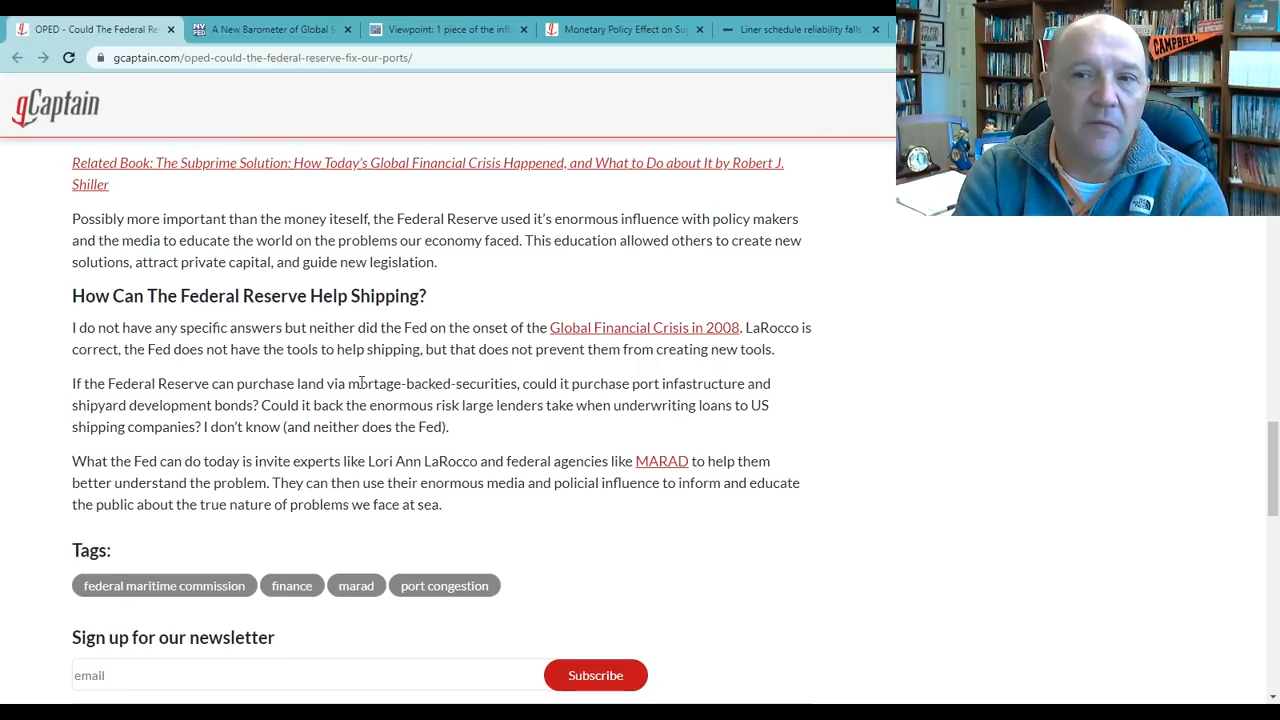 OPED - Could The Federal Res
A New Barometer of Global S
Viewpoint: 1 piece of the infl
Monetary Policy Effect on Sup
Liner schedule reliability falls
gcaptain.com/oped-could-the-federal-reserve-fix-our-ports/
gCaptain
CAMPBELL
Related Book: The Subprime Solution: How Today's Global Financial Crisis Happened, and What to Do about It by Robert J.
Shiller
Possibly more important than the money iteself, the Federal Reserve used it's enormous influence with policy makers
and the media to educate the world on the problems our economy faced. This education allowed others to create new
solutions, attract private capital, and guide new legislation.
How Can The Federal Reserve Help Shipping?
I do not have any specific answers but neither did the Fed on the onset of the Global Financial Crisis in 2008. LaRocco is
correct, the Fed does not have the tools to help shipping, but that does not prevent them from creating new tools.
If the Federal Reserve can purchase land via mortage-backed-securities, could it purchase port infastructure and
shipyard development bonds? Could it back the enormous risk large lenders take when underwriting loans to US
shipping companies? I don't know (and neither does the Fed).
What the Fed can do today is invite experts like Lori Ann LaRocco and federal agencies like MARAD to help them
better understand the problem. They can then use their enormous media and policial influence to inform and educate
the public about the true nature of problems we face at sea.
Tags:
federal maritime commission
finance
marad
port congestion
Sign up for our newsletter
email
Subscribe